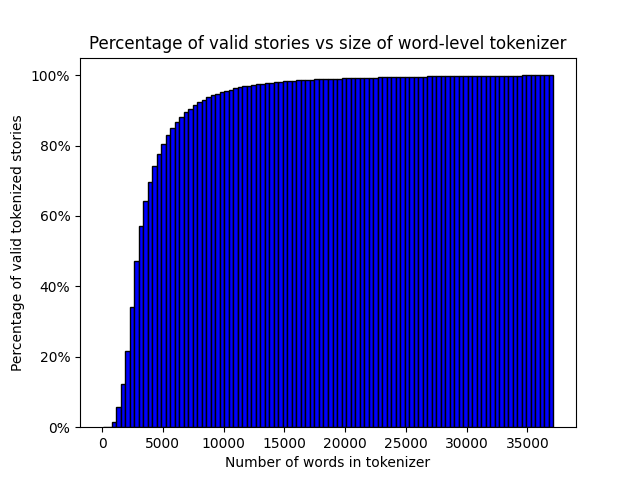 Percentage of valid stories vs size of word-level tokenizer
Percentage of valid tokenized stories
100%
80%
60%
40%
20%
0%
0 5000 10000 15000 20000 25000 30000 35000
Number of words in tokenizer